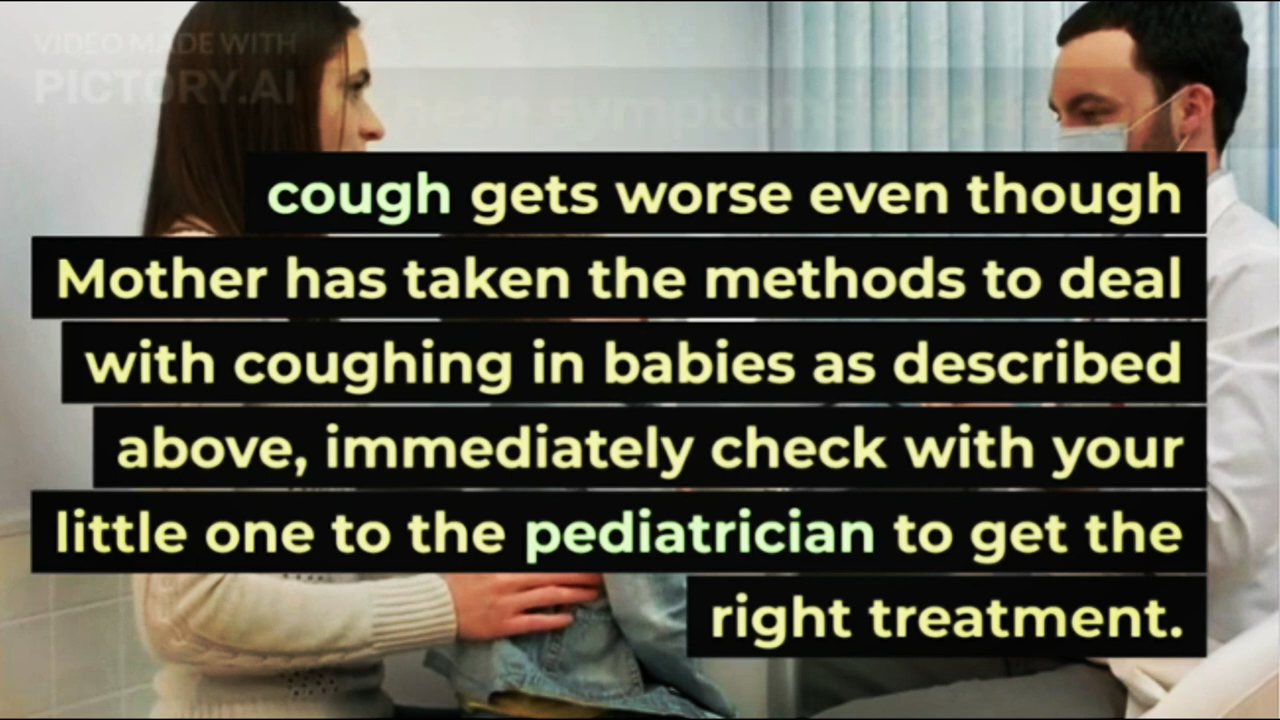 VIDEO MADE WITH
PICTORY.AI
cough gets worse even though
Mother has taken the methods to deal
with coughing in babies as described
above, immediately check with your
little one to the pediatrician to get the
right treatment.